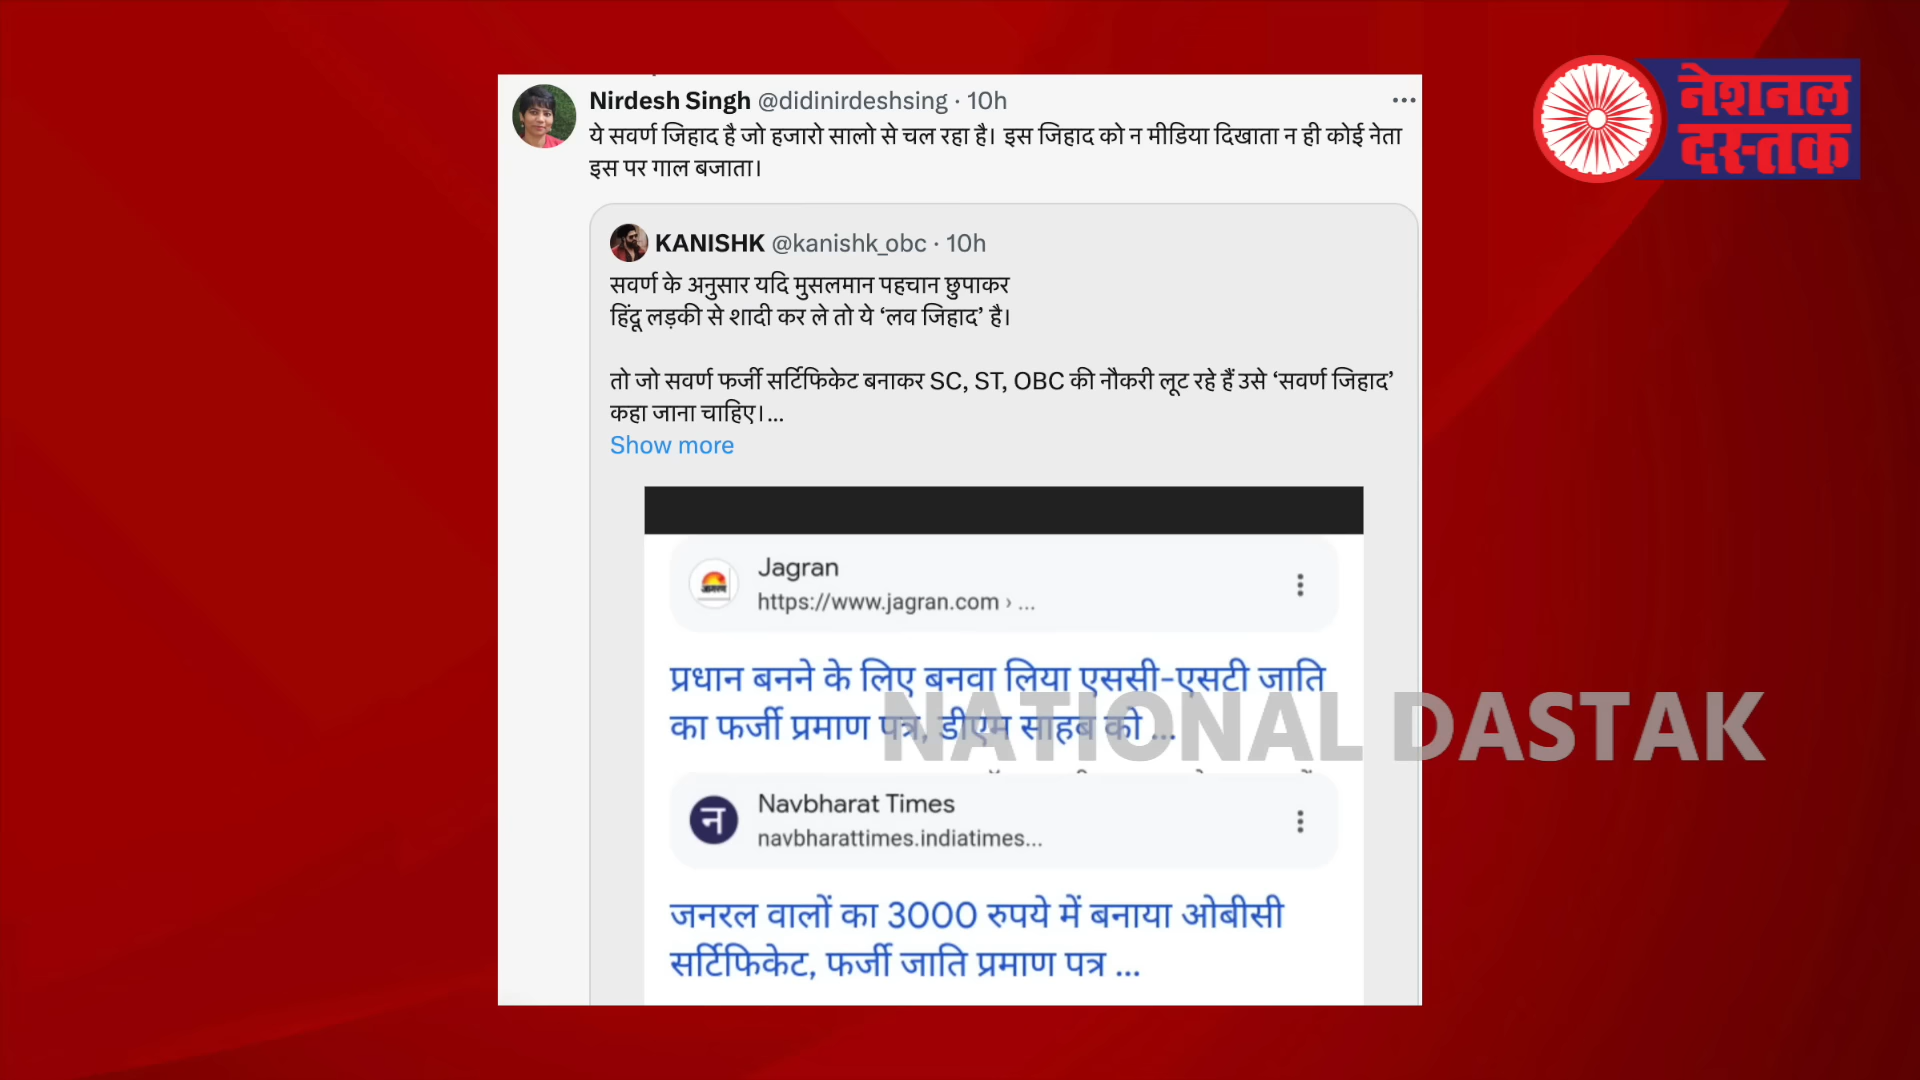 नेशनल
दस्तक
Nirdesh Singh @didinirdeshsing · 10h
ये सवर्ण जिहाद है जो हजारो सालो से चल रहा है। इस जिहाद को न मीडिया दिखाता न ही कोई नेता
इस पर गाल बजाता।
KANISHK @kanishk_obc · 10h
सवर्ण के अनुसार यदि मुसलमान पहचान छुपाकर
हिंदू लड़की से शादी कर ले तो ये ‘लव जिहाद’ है।
तो जो सवर्ण फर्जी सर्टिफिकेट बनाकर SC, ST, OBC की नौकरी लूट रहे हैं उसे ‘सवर्ण जिहाद’
कहा जाना चाहिए।...
Show more
Jagran
https://www.jagran.com › ...
प्रधान बनने के लिए बनवा लिया एससी-एसटी जाति
का फर्जी प्रमाण पत्र, डीएम साहब को ...
NATIONAL DASTAK
Navbharat Times
navbharattimes.indiatimes...
जनरल वालों का 3000 रुपये में बनाया ओबीसी
सर्टिफिकेट, फर्जी जाति प्रमाण पत्र ...